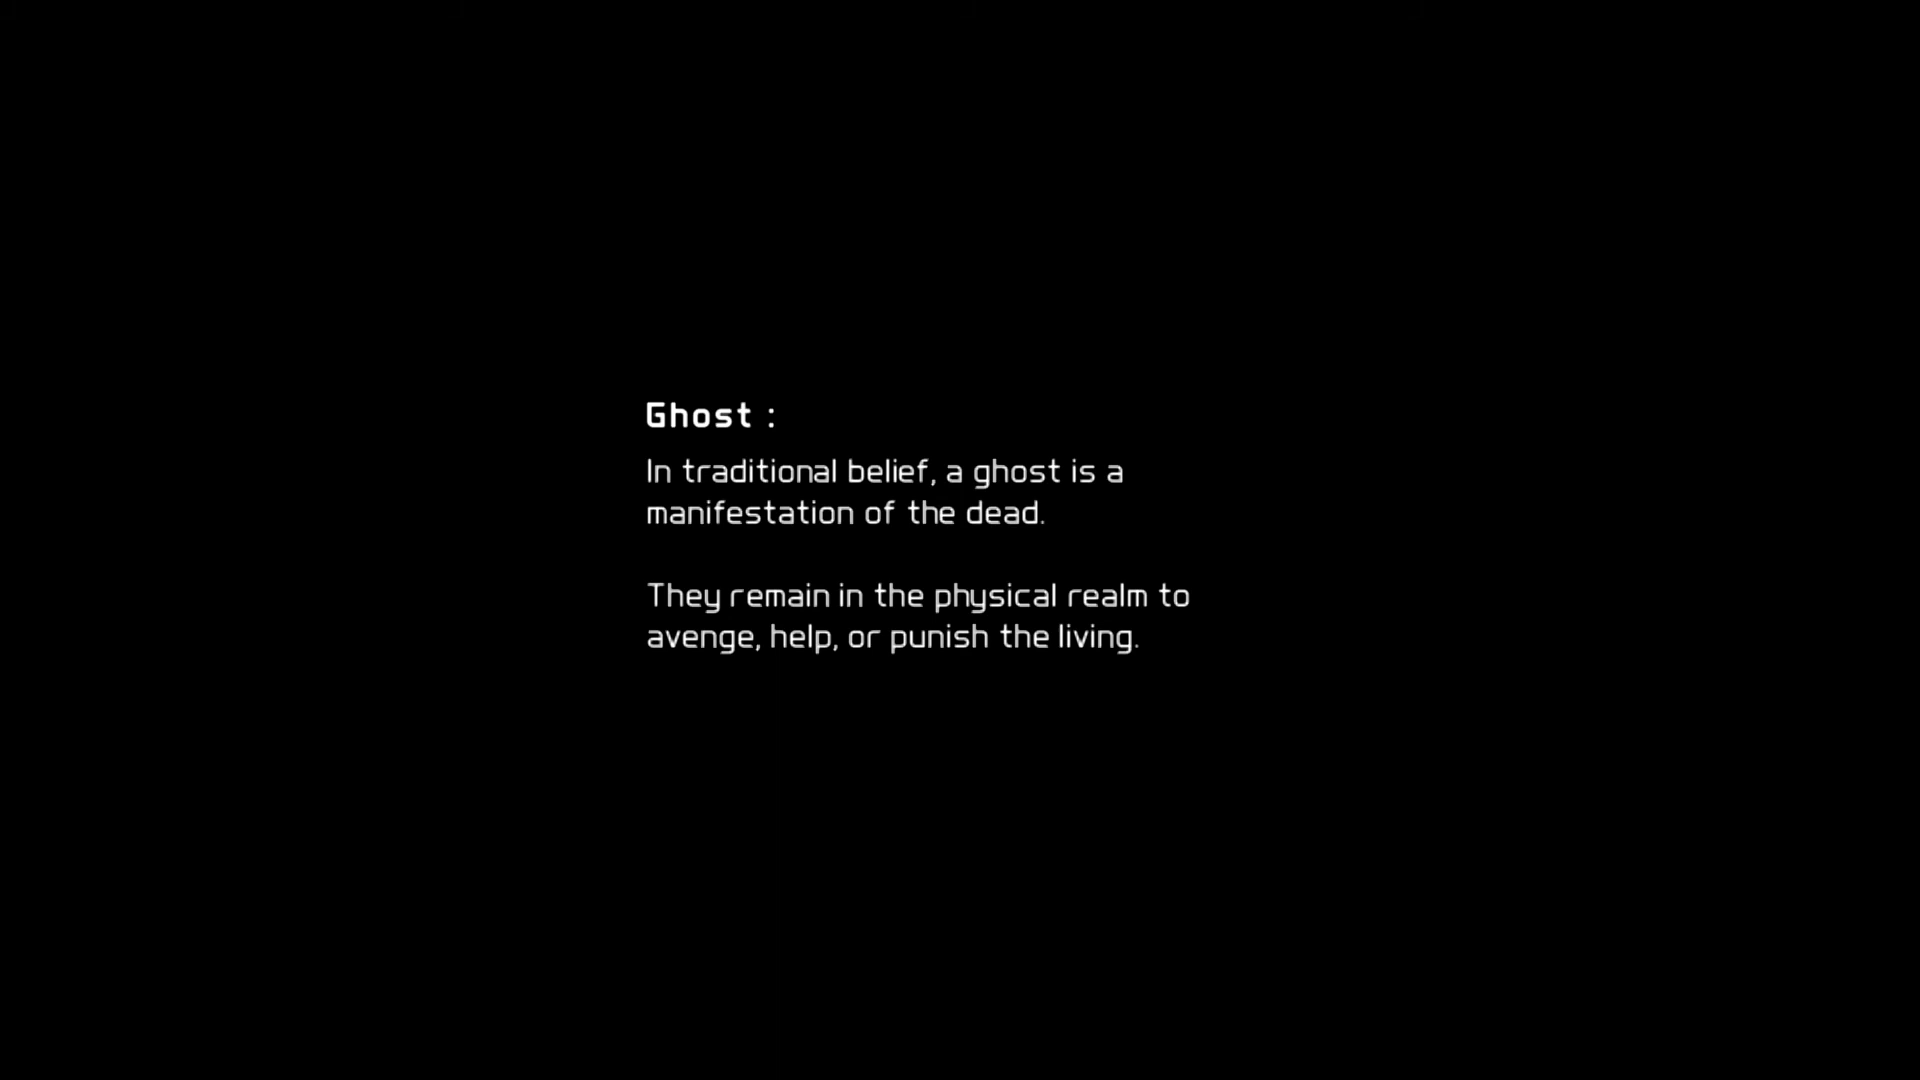 Ghost :
In traditional belief, a ghost is a
manifestation of the dead.
They remain in the physical realm to
avenge, help, or punish the living.